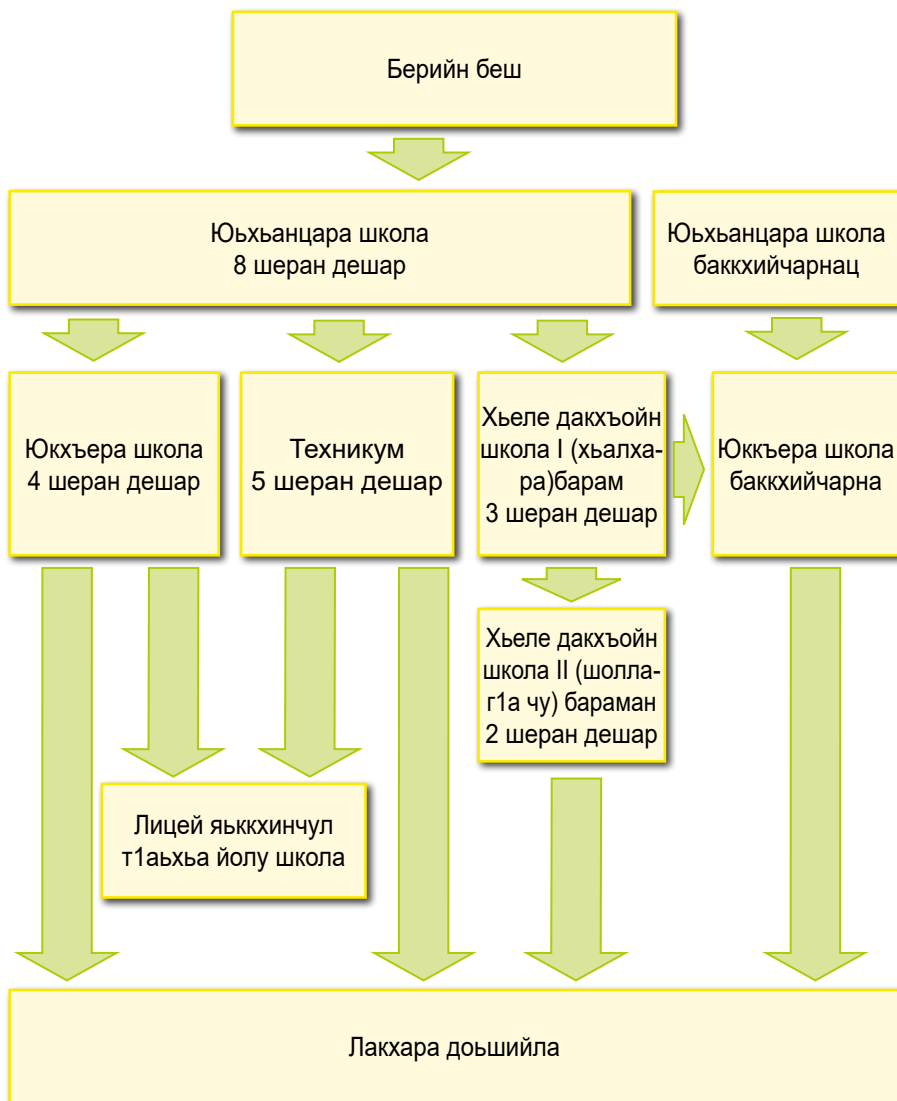 Берийн беш
Юьхьанцара школа
8 шеран дешар
Юьхьанцара школа
баккхийчарнац
Юкхъера школа
4 шеран дешар
Техникум
5 шеран дешар
Хьеле дакхъойн
школа I (хьалха-
ра)барам
3 шеран дешар
Юккъера школа
баккхийчарна
Хьеле дакхъойн
школа II (шолла-
г1а чу) бараман
2 шеран дешар
Лицей яьккхинчул
т1аьхьа йолу школа
Лакхара доьшийла